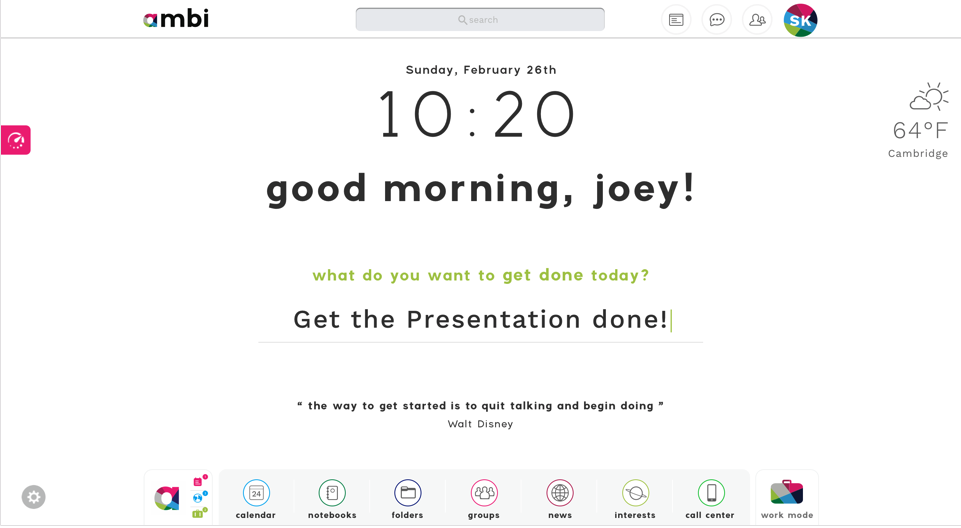 ambi
search
SK
Sunday, February 26th
10:20
64°F
Cambridge
good morning, joey!
what do you want to get done today?
Get the Presentation done!
“ the way to get started is to quit talking and begin doing ”
Walt Disney
a
24
calendar
notebooks
folders
groups
news
interests
call center
work mode